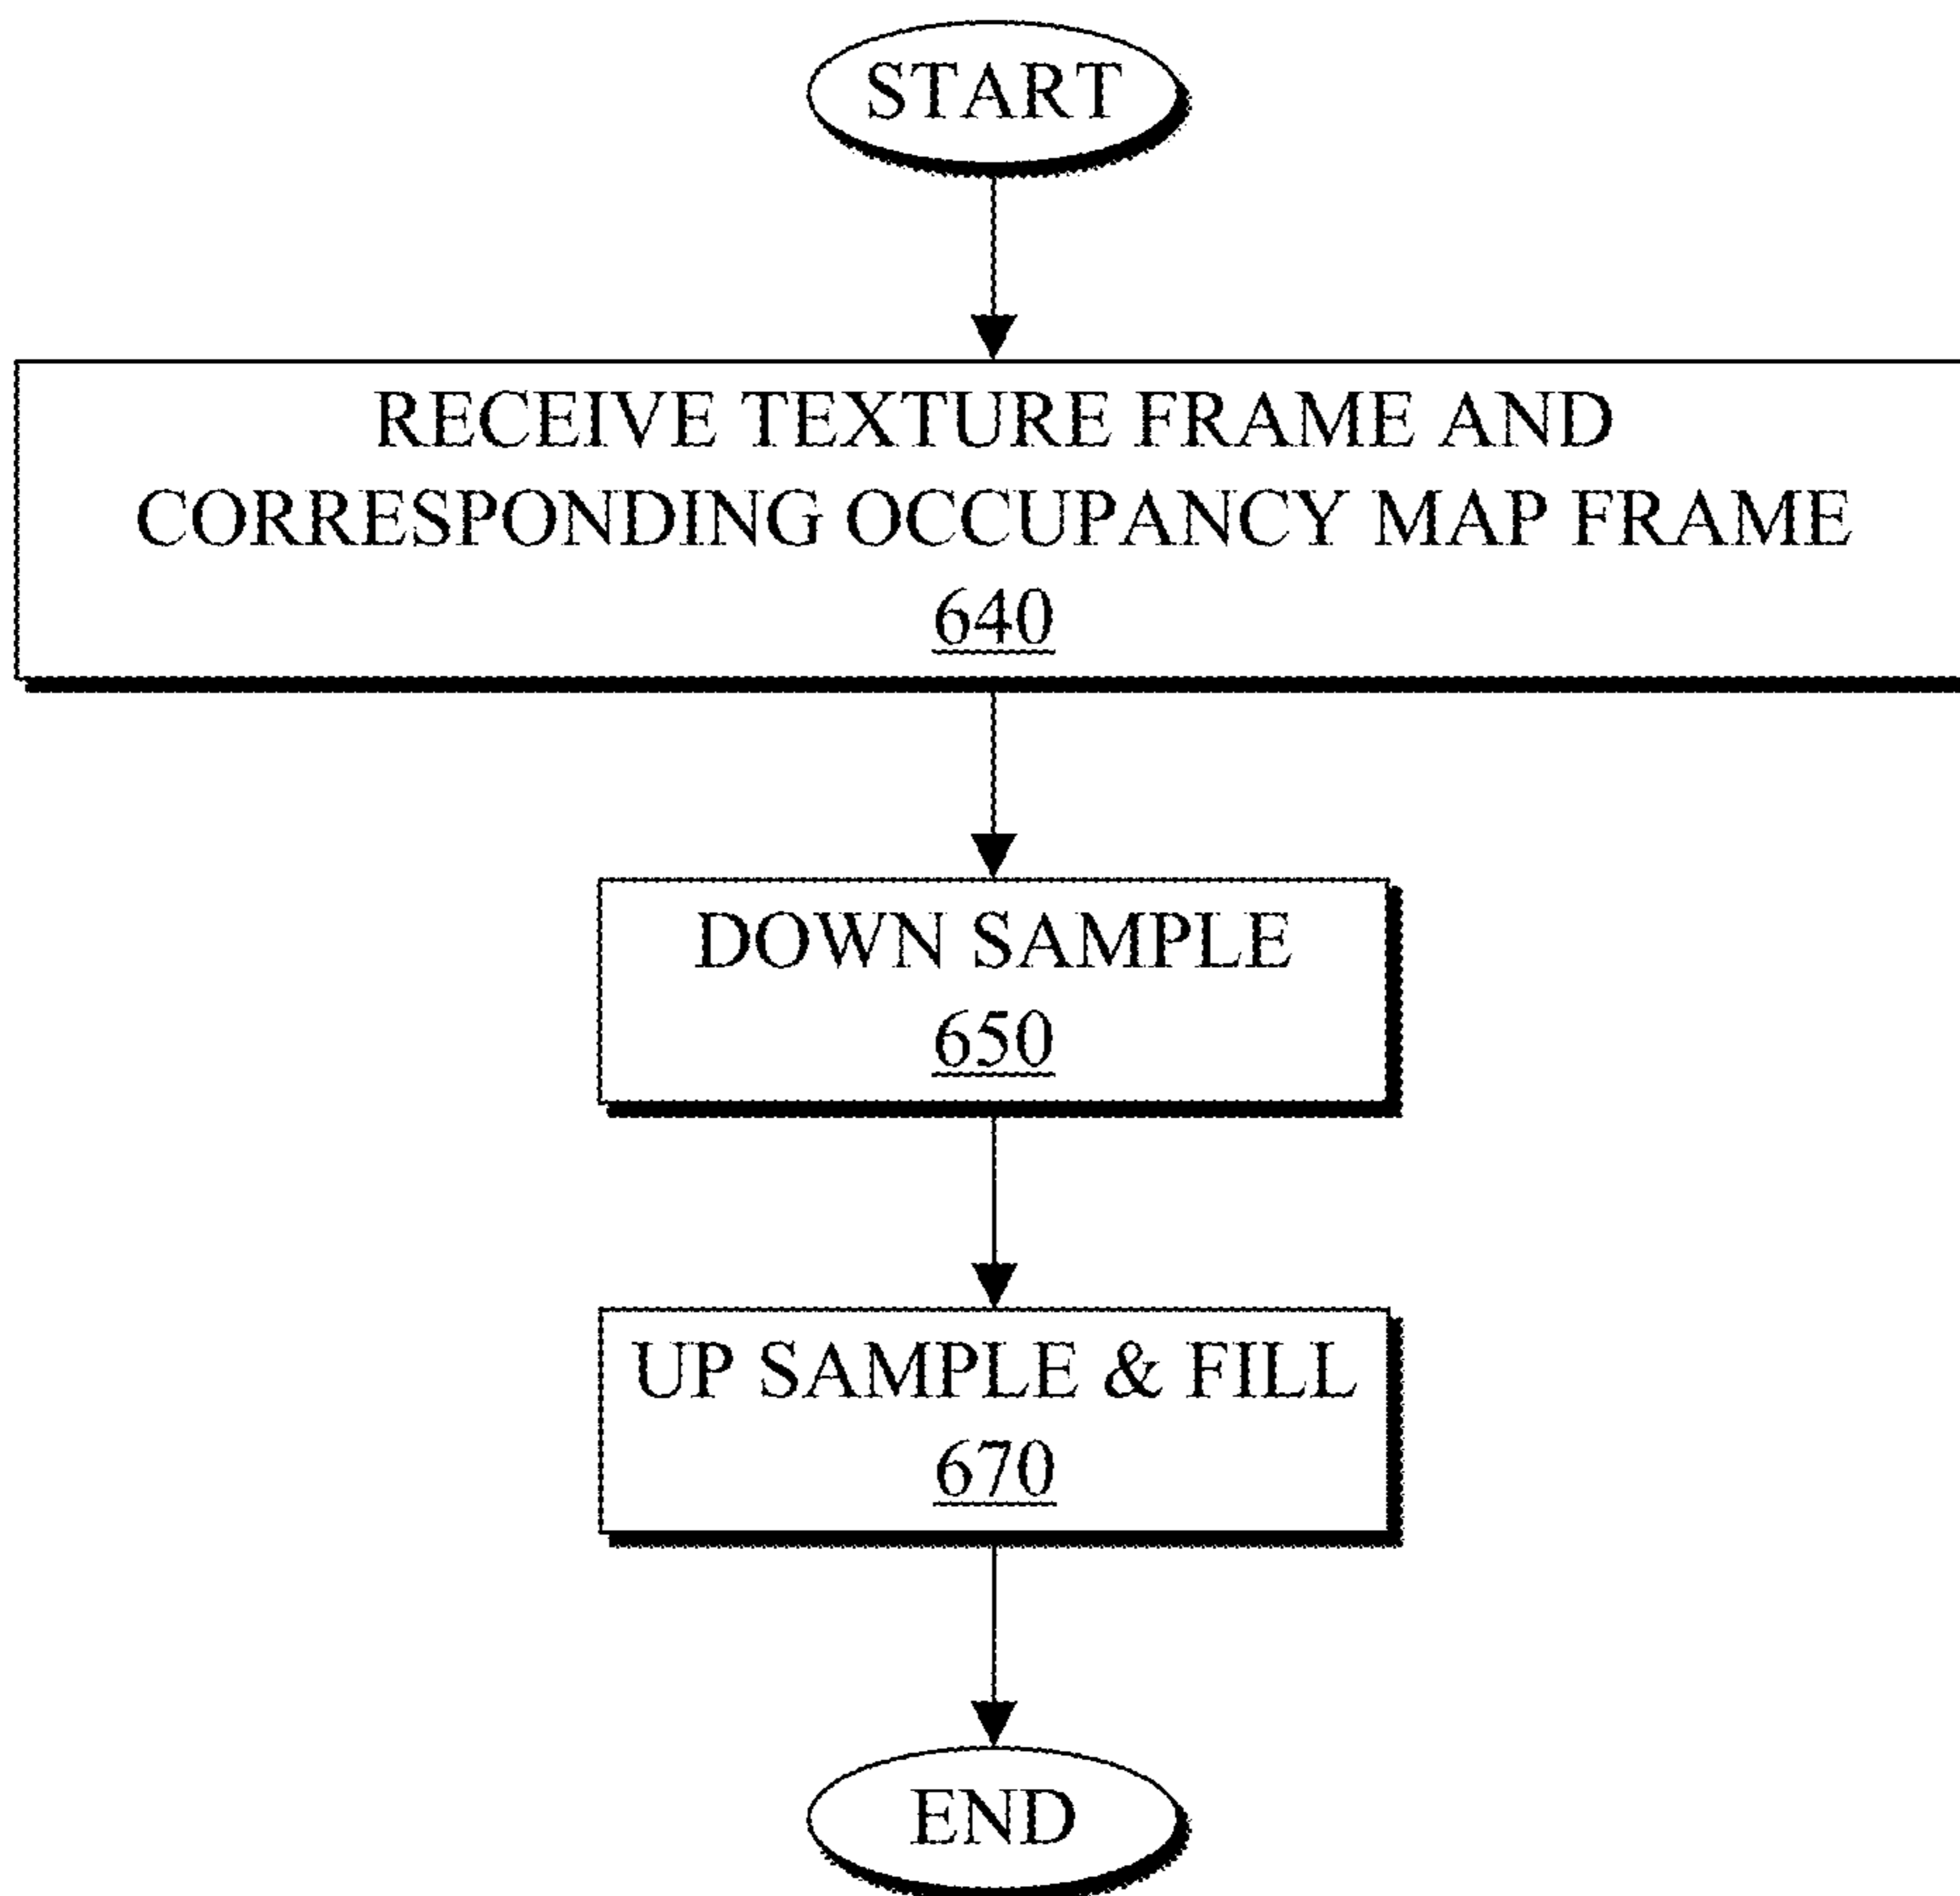 START
RECEIVE TEXTURE FRAME AND
CORRESPONDING OCCUPANCY MAP FRAME
640
DOWN SAMPLE
650
UP SAMPLE & FILL
670
END